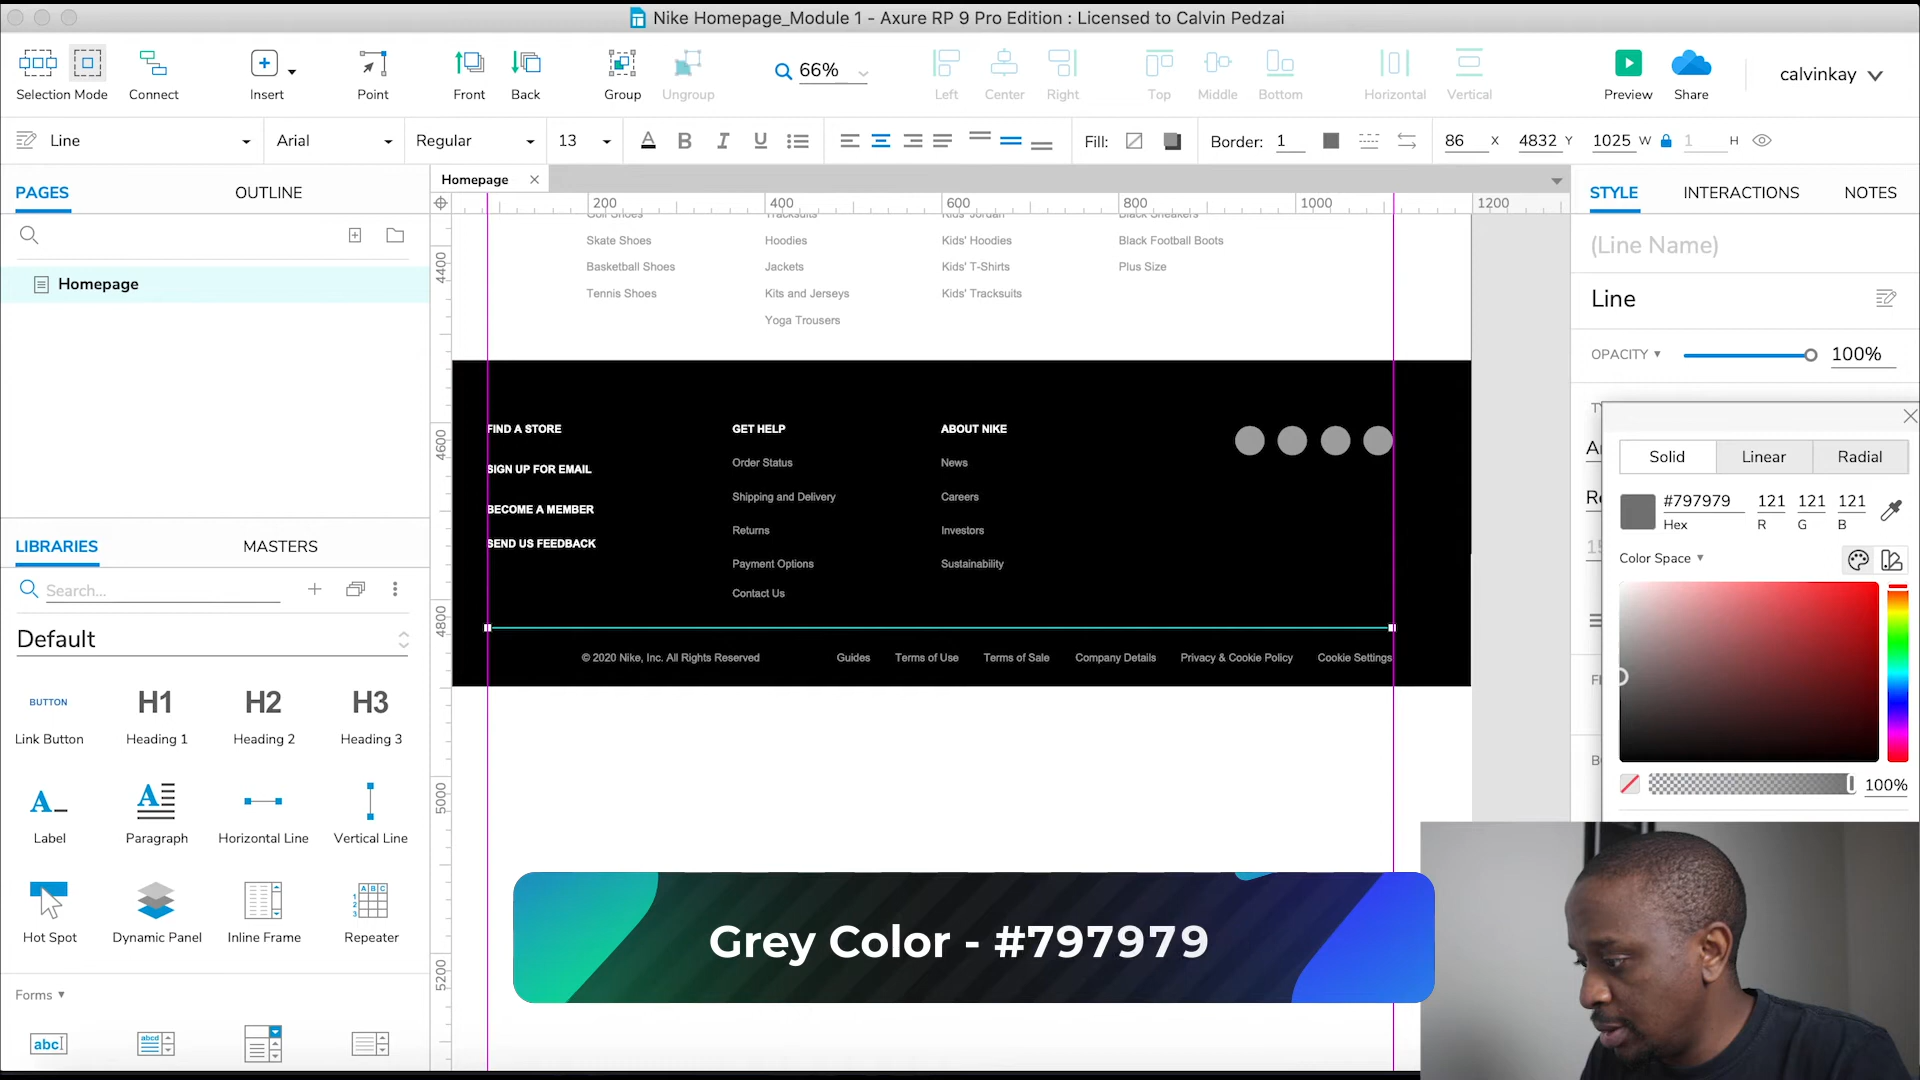 Nike Homepage_Module 1 - Axure RP 9 Pro Edition : Licensed to Calvin Pedzai
Selection Mode
Connect
Insert
Point
Front
Back
Group
Ungroup
66%
Left
Center
Right
Top
Middle
Bottom
Horizontal
Vertical
Preview
Share
calvinkay
Line
Arial
Regular
13
Fill:
Border: 1
86 X
4832 Y
1025 W
1 H
PAGES
OUTLINE
Homepage
STYLE
INTERACTIONS
NOTES
200
400
600
800
1000
1200
Homepage
(Line Name)
Line
OPACITY
100%
4400
4600
4800
5000
5200
Golf Shoes
Tracksuits
Kids' Jordan
Black Sneakers
Skate Shoes
Hoodies
Kids' Hoodies
Black Football Boots
Basketball Shoes
Jackets
Kids' T-Shirts
Plus Size
Tennis Shoes
Kits and Jerseys
Kids' Tracksuits
Yoga Trousers
FIND A STORE
GET HELP
ABOUT NIKE
SIGN UP FOR EMAIL
Order Status
News
BECOME A MEMBER
Shipping and Delivery
Careers
SEND US FEEDBACK
Returns
Investors
Payment Options
Sustainability
Contact Us
© 2020 Nike, Inc. All Rights Reserved
Guides
Terms of Use
Terms of Sale
Company Details
Privacy & Cookie Policy
Cookie Settings
Solid
Linear
Radial
#797979
121
121
121
Hex
R
G
B
Color Space
100%
LIBRARIES
MASTERS
Search...
Default
BUTTON
H1
H2
H3
Link Button
Heading 1
Heading 2
Heading 3
Label
Paragraph
Horizontal Line
Vertical Line
Hot Spot
Dynamic Panel
Inline Frame
Repeater
Forms
abc
abcd
Grey Color - #797979